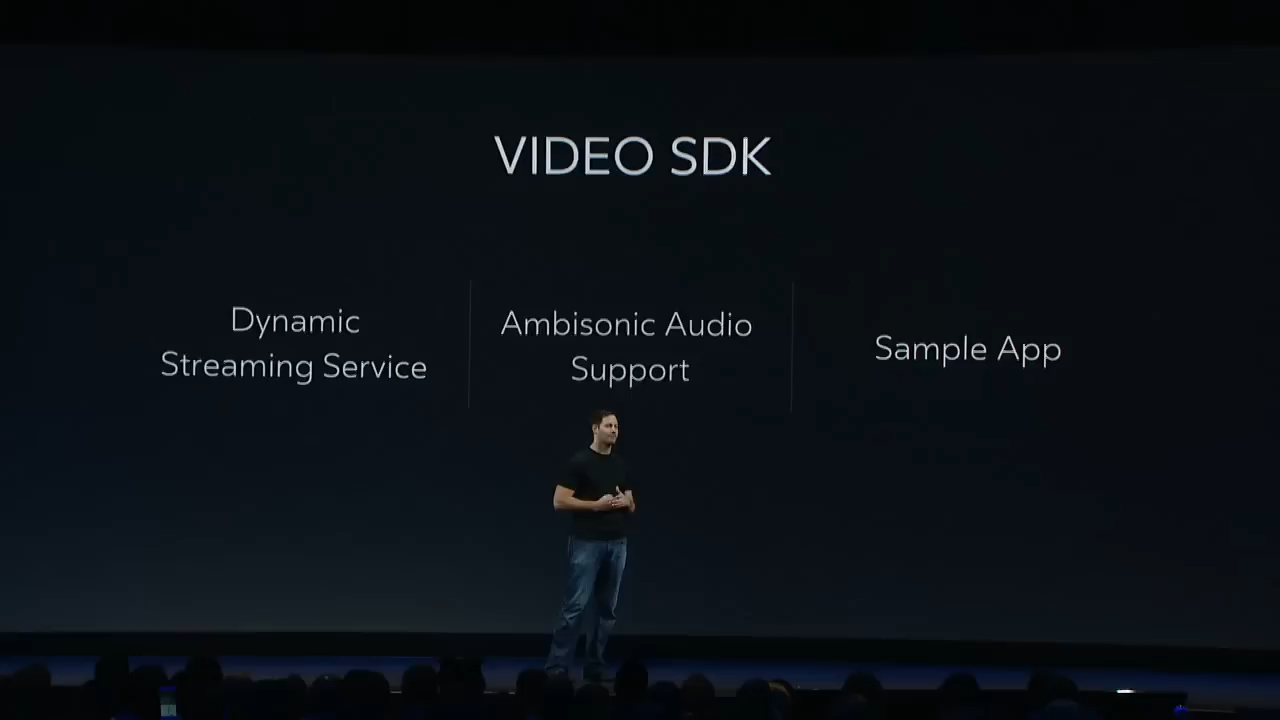 VIDEO SDK
Dynamic
Streaming Service
Ambisonic Audio
Support
Sample App